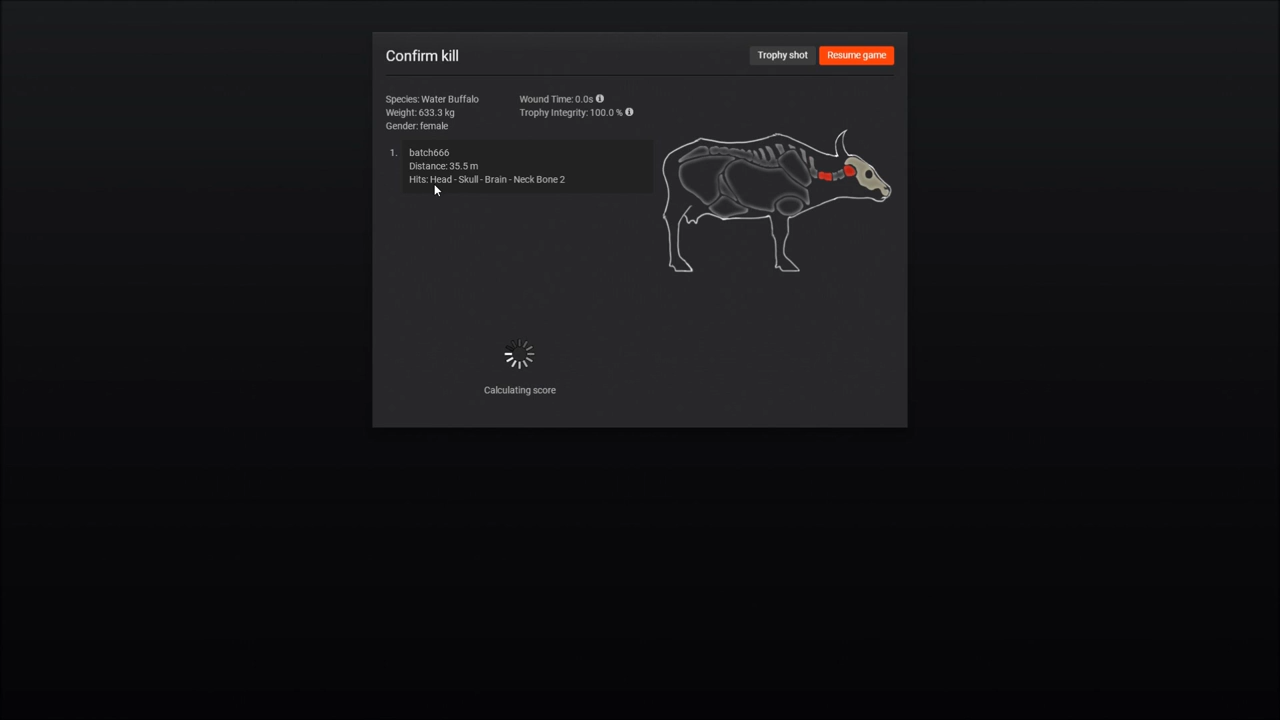 Confirm kill
Trophy shot
Resume game
Species: Water Buffalo
Weight: 633.3 kg
Gender: female
Wound Time: 0.0s
Trophy Integrity: 100.0 %
1.
batch666
Distance: 35.5 m
Hits: Head - Skull - Brain - Neck Bone 2
Calculating score